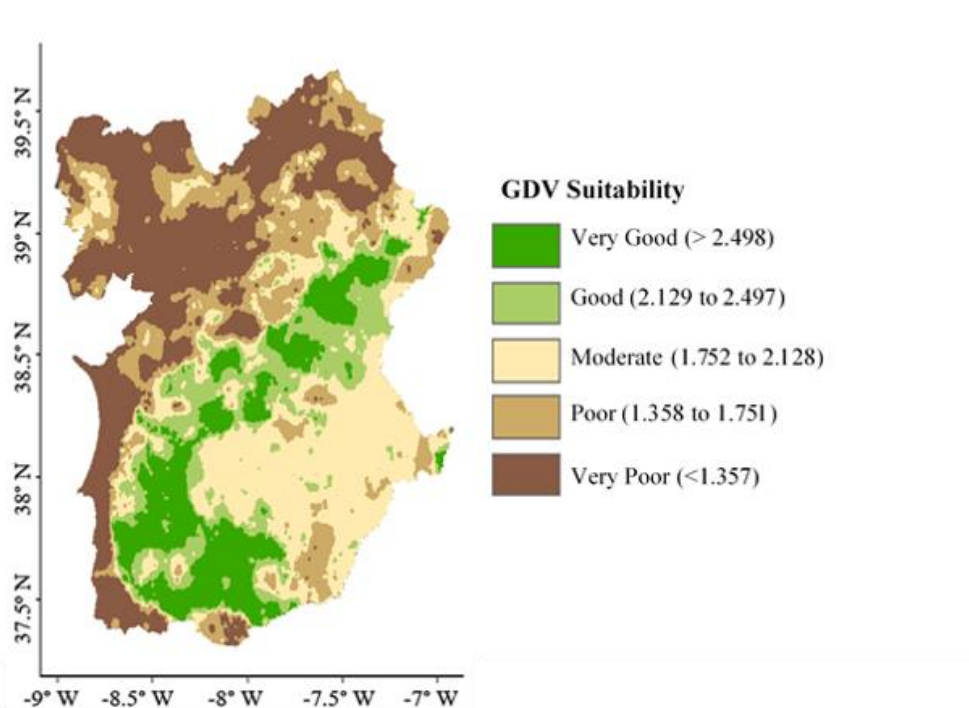 GDV Suitability
Very Good (> 2.498)
Good (2.129 to 2.497)
Moderate (1.752 to 2.128)
Poor (1.358 to 1.751)
Very Poor (<1.357)
39.5° N
39° N
38.5° N
38° N
37.5° N
-9° W -8.5° W -8° W -7.5° W -7° W